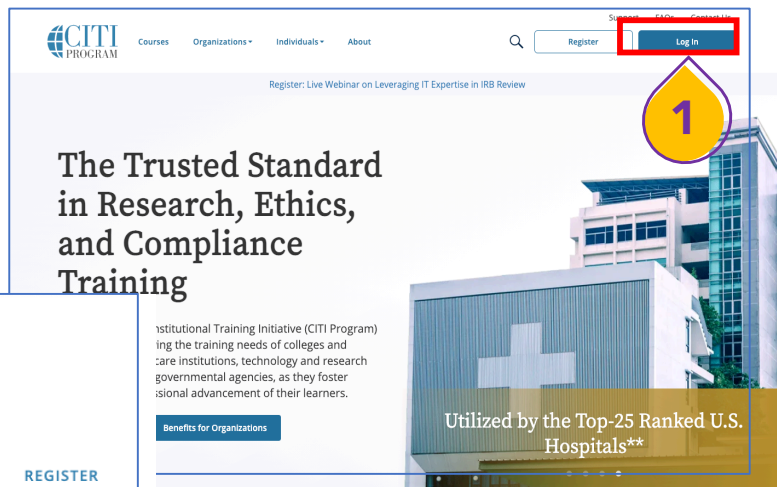 Support FAQs Contact Us
CITI PROGRAM
Courses Organizations Individuals About
Register Log In
1
Register: Live Webinar on Leveraging IT Expertise in IRB Review
The Trusted Standard
in Research, Ethics,
and Compliance
Training
nstitutional Training Initiative (CITI Program)
ing the training needs of colleges and
care institutions, technology and research
governmental agencies, as they foster
ssional advancement of their learners.
Benefits for Organizations
Utilized by the Top-25 Ranked U.S.
Hospitals**
REGISTER